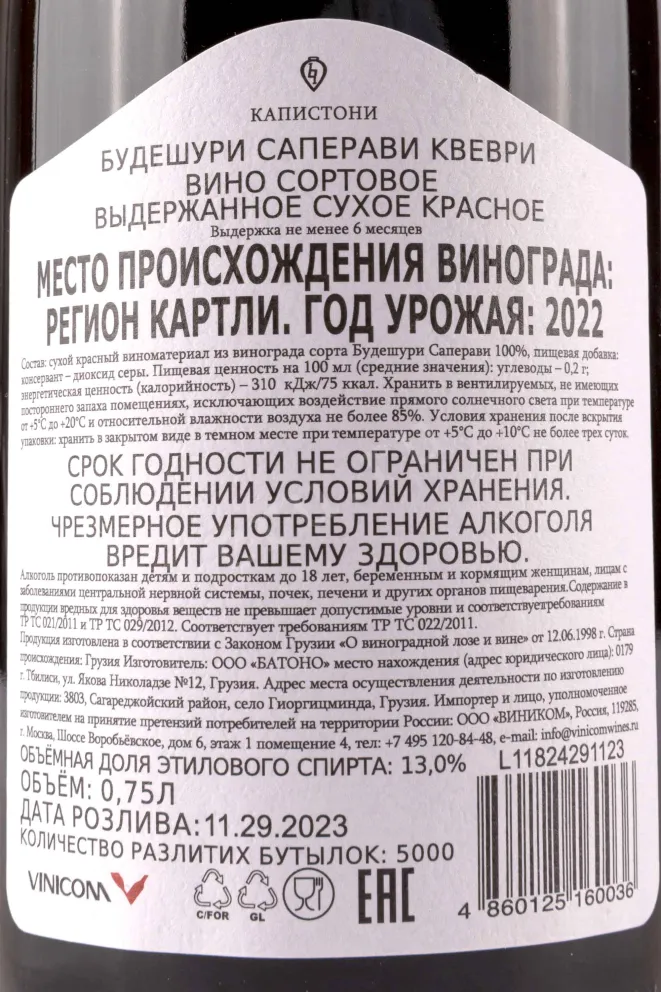 КАПИСТОНИ
БУДЕШУРИ САПЕРАВИ КВЕВРИ
ВИНО СОРТОВОЕ
ВЫДЕРЖАННОЕ СУХОЕ КРАСНОЕ
Выдержка не менее 6 месяцев
МЕСТО ПРОИСХОЖДЕНИЯ ВИНОГРАДА:
РЕГИОН КАРТЛИ. ГОД УРОЖАЯ: 2022
Состав: сухой красный виноматериал из винограда сорта Будешури Саперави 100%, пищевая добавка:
консервант – диоксид серы. Пищевая ценность на 100 мл (средние значения): углеводы – 0,2 г;
энергетическая ценность (калорийность) – 310 кДж/75 ккал. Хранить в вентилируемых, не имеющих
постороннего запаха помещениях, исключающих воздействие прямого солнечного света при температуре
от +5°С до +20°С и относительной влажности воздуха не более 85%. Условия хранения после вскрытия
упаковки: хранить в закрытом виде в темном месте при температуре от +5°С до +10°С не более трех суток.
СРОК ГОДНОСТИ НЕ ОГРАНИЧЕН ПРИ
СОБЛЮДЕНИИ УСЛОВИЙ ХРАНЕНИЯ.
ЧРЕЗМЕРНОЕ УПОТРЕБЛЕНИЕ АЛКОГОЛЯ
ВРЕДИТ ВАШЕМУ ЗДОРОВЬЮ.
Алкоголь противопоказан детям и подросткам до 18 лет, беременным и кормящим женщинам, лицам с
заболеваниями центральной нервной системы, почек, печени и других органов пищеварения.Содержание в
продукции вредных для здоровья веществ не превышает допустимые уровни и соответствуетребованиям
ТР ТС 021/2011 и ТР ТС 029/2012. Соответствует требованиям ТР ТС 022/2011.
Продукция изготовлена в соответствии с Законом Грузии «О виноградной лозе и вине» от 12.06.1998 г. Страна
происхождения: Грузия Изготовитель: ООО «БАТОНО» место нахождения (адрес юридического лица): 0179
г. Тбилиси, ул. Якова Николадзе №12, Грузия. Адрес места осуществления деятельности по изготовлению
продукции: 3803, Сагареджойский район, село Гиоргицминда, Грузия. Импортер и лицо, уполномоченное
изготовителем на принятие претензий потребителей на территории России: ООО «ВИНИКОМ», Россия, 119285,
г. Москва, Шоссе Воробьёвское, дом 6, этаж 1 помещение 4, тел: +7 495 120-84-48, e-mail: info@vinicomwines.ru
ОБЪЁМНАЯ ДОЛЯ ЭТИЛОВОГО СПИРТА: 13,0% L11824291123
ОБЪЁМ: 0,75Л
ДАТА РОЗЛИВА:11.29.2023
КОЛИЧЕСТВО РАЗЛИТИХ БУТЫЛОК: 5000
VINICOM
C/FOR GL EAC
4 860125 160036